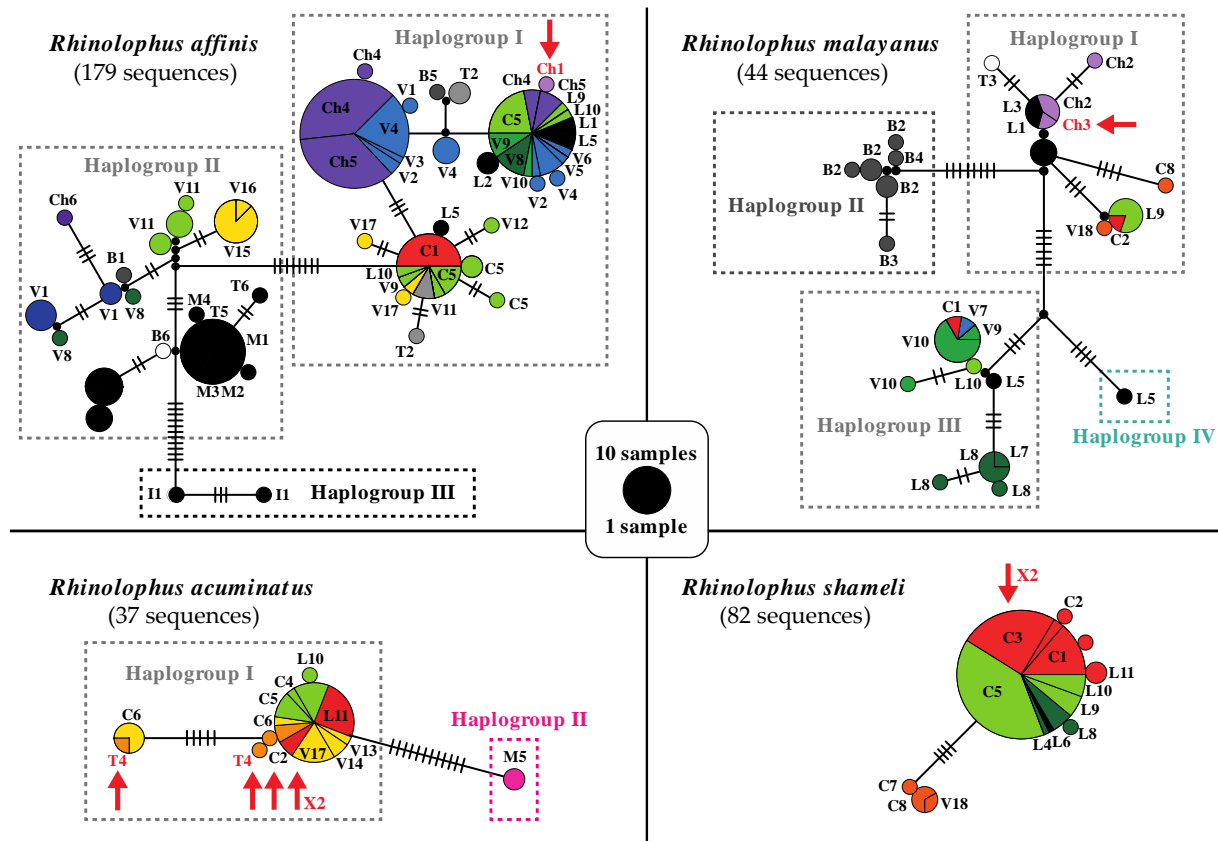 Rhinolophus affinis
(179 sequences)
Haplogroup I
Ch4
Ch4
Ch5
V4
V3
V2
V1
B5
T2
V4
Ch1
Ch4
Ch5
L9
L10
L1
L5
V6
V5
V4
V2
V10
V8
V9
C5
L2
L5
V12
V17
C1
L10
V9
V17
C5
C5
C5
V11
T2
Haplogroup II
Ch6
V11
V11
V16
V15
B1
V1
V1
V8
V8
M4
T5
T6
M1
B6
M3
M2
I1
I1
Haplogroup III
Rhinolophus malayanus
(44 sequences)
Haplogroup I
T3
Ch2
L3
Ch2
L1
Ch3
C8
L9
V18
C2
B2
B2
B2
B4
B2
B3
Haplogroup II
C1
V7
V9
V10
V10
L10
L5
Haplogroup III
L8
L7
L8
L8
L5
Haplogroup IV
10 samples
1 sample
Rhinolophus acuminatus
(37 sequences)
Haplogroup I
L10
C4
C5
C6
C6
L11
T4
T4
C2
V17
V13
V14
X2
Haplogroup II
M5
Rhinolophus shameli
(82 sequences)
X2
C2
C3
C1
L11
C5
L10
L9
L8
L4
L6
C7
C8
V18